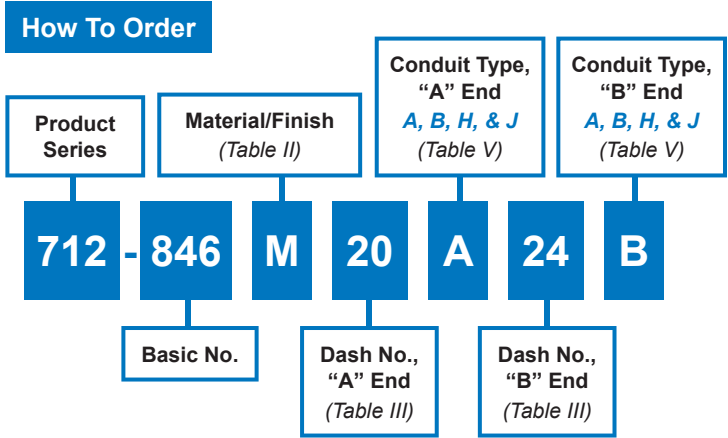 How To Order
Conduit Type,
“A” End
A, B, H, & J
(Table V)
Conduit Type,
“B” End
A, B, H, & J
(Table V)
Product
Series
Material/Finish
(Table II)
712 - 846 M 20 A 24 B
Basic No.
Dash No.,
“A” End
(Table III)
Dash No.,
“B” End
(Table III)